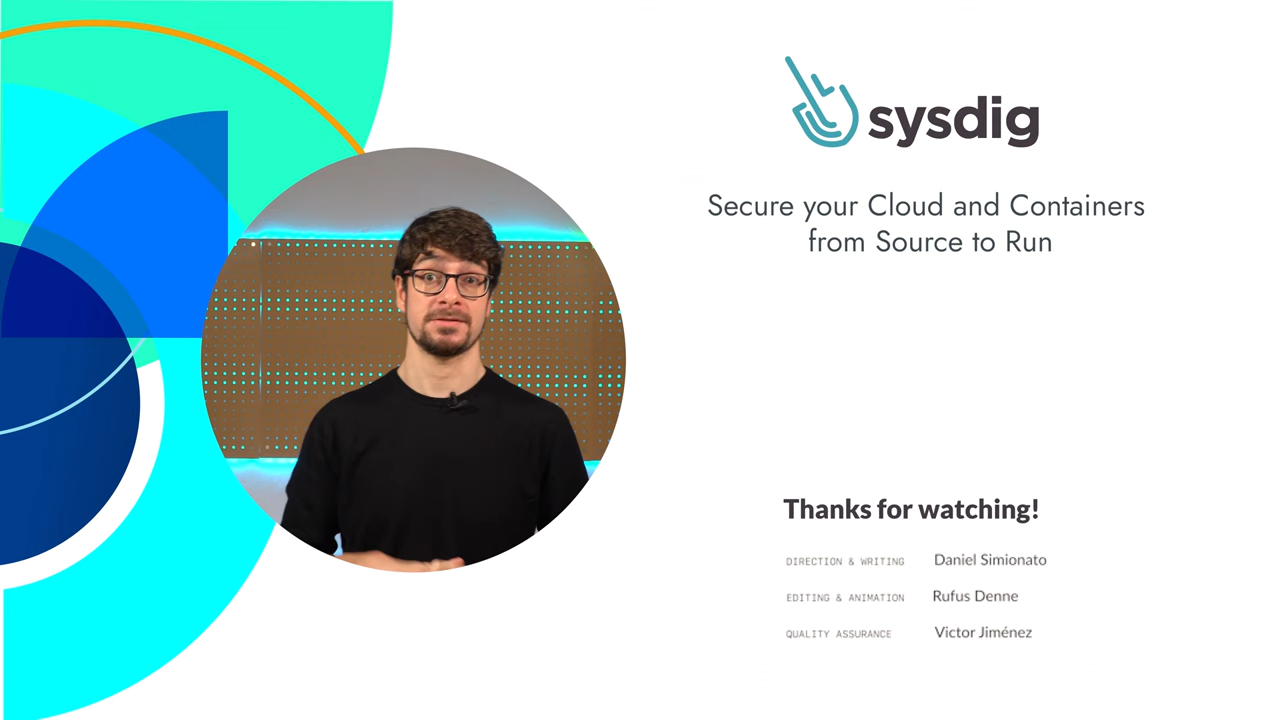 sysdig
Secure your Cloud and Containers
from Source to Run
Thanks for watching!
DIRECTION & WRITING Daniel Simionato
EDITING & ANIMATION Rufus Denne
QUALITY ASSURANCE Victor Jiménez